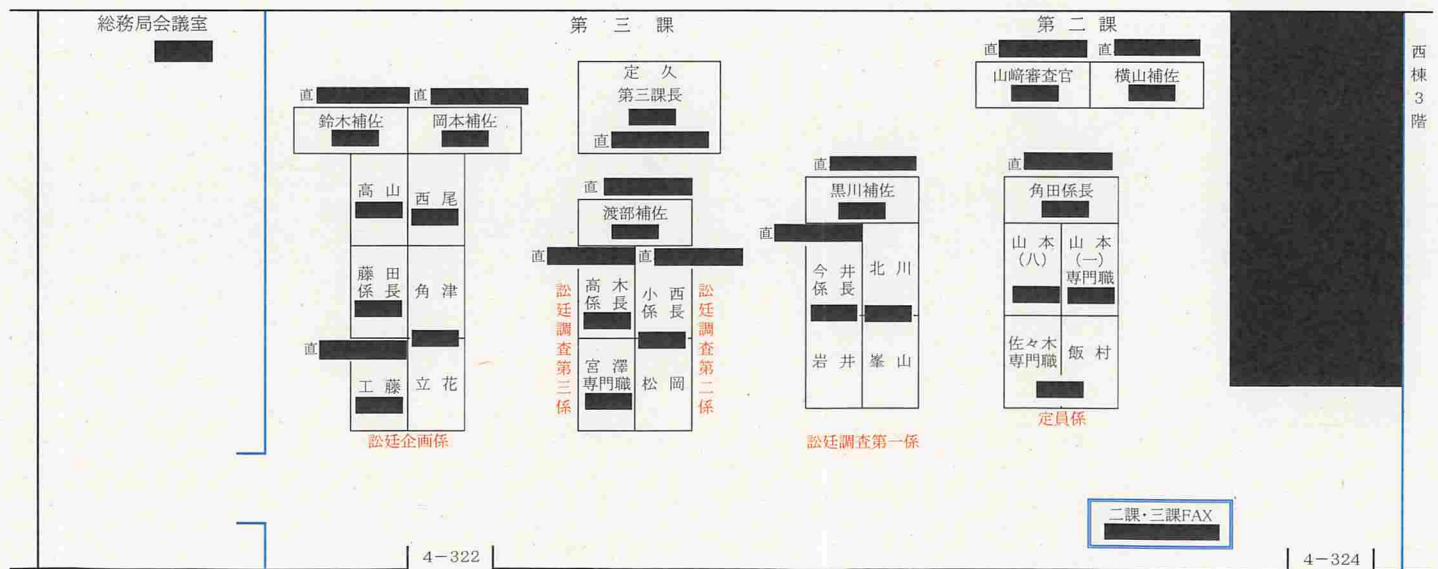 総務局会議室
第三課
第二課
西棟3階
直
直
鈴木補佐
岡本補佐
高山
西尾
藤田係長
角津
直
工藤
立花
訟廷企画係
定久
第三課長
直
直
渡部補佐
直
直
高木係長
小西係長
宮澤専門職
松岡
訟廷調査第三係
訟廷調査第二係
直
黒川補佐
直
今井係長
北川
岩井
峯山
訟廷調査第一係
直
直
山﨑審査官
横山補佐
直
角田係長
山本(八)
山本(一)専門職
佐々木専門職
飯村
定員係
二課・三課FAX
4-322
4-324